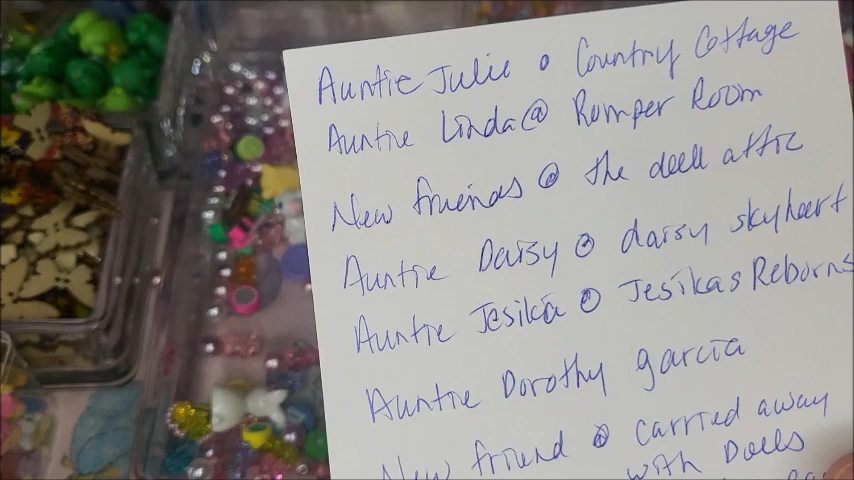 Auntie Julie @ Country Cottage
Auntie Linda @ Romper Room
New friends @ the doll attic
Auntie Daisy @ daisy skyheart
Auntie Jesika @ Jesikas Reborns
Auntie Dorothy garcia
New friend @ carried away
with Dolls